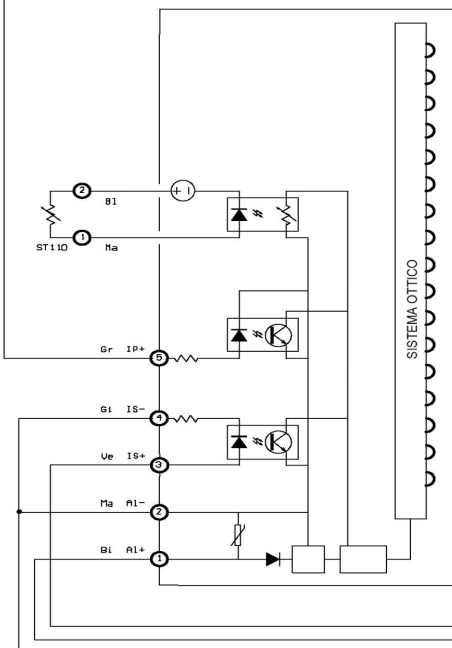 2
Bl
+ -
ST110
1
Ma
SISTEMA OTTICO
Gr IP+
5
Gi IS-
4
Ve IS+
3
Ma Al-
2
Bi Al+
1